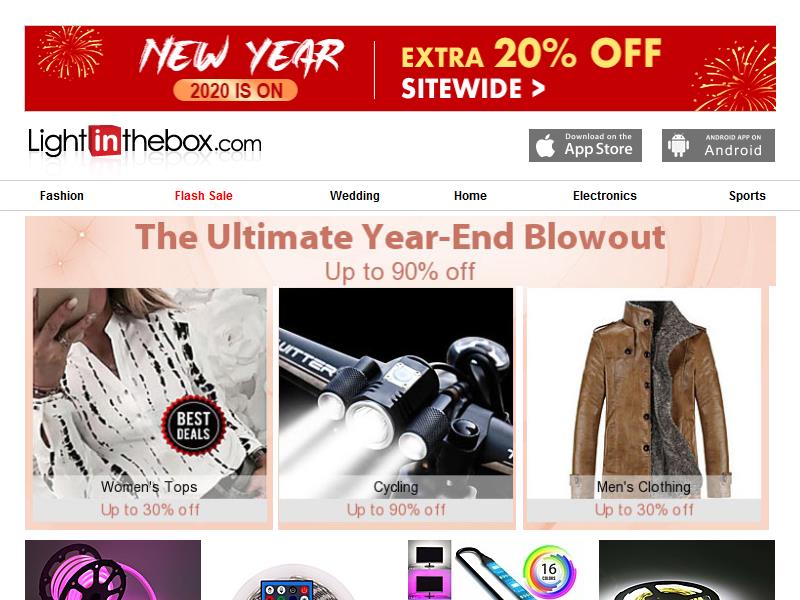 NEW YEAR
2020 IS ON
EXTRA 20% OFF
SITEWIDE >
Lightinthebox.com
Download on the
App Store
ANDROID APP ON
Android
Fashion
Flash Sale
Wedding
Home
Electronics
Sports
The Ultimate Year-End Blowout
Up to 90% off
BEST
DEALS
Women's Tops
Up to 30% off
Cycling
Up to 90% off
Men's Clothing
Up to 30% off
16
COLORS